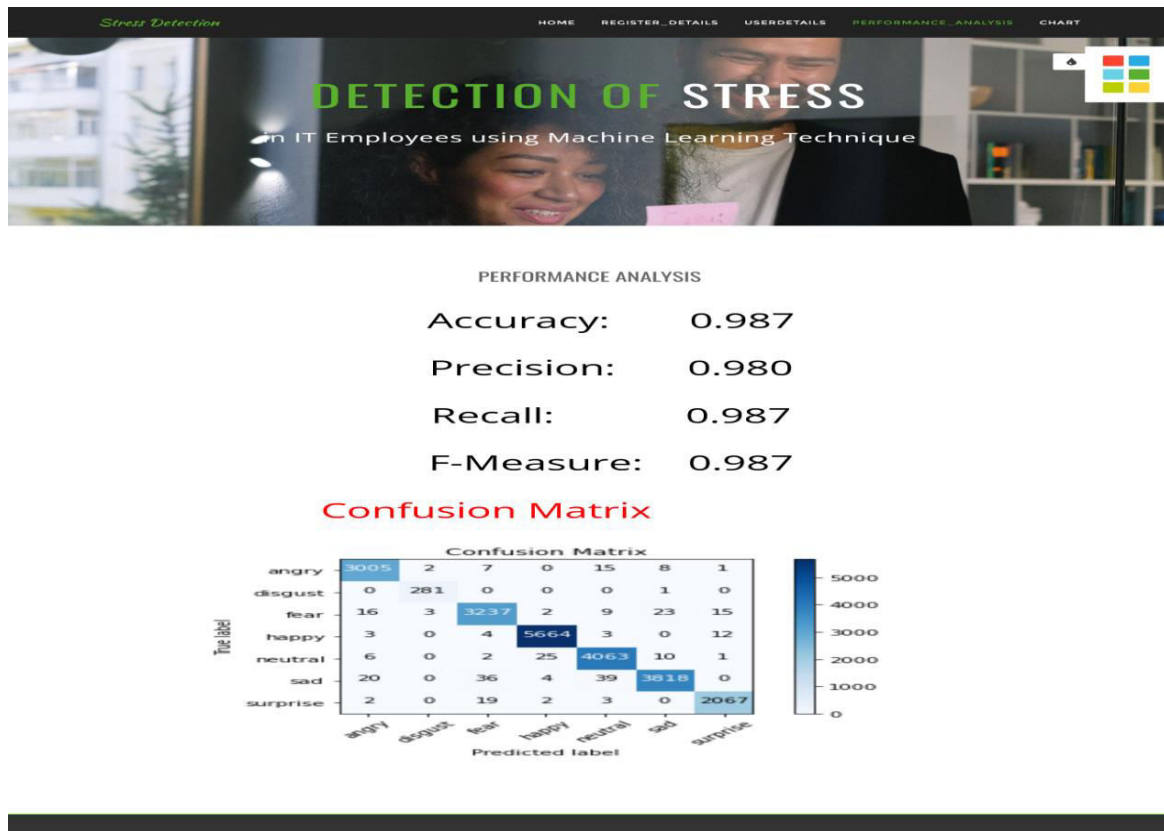 Stress Detection HOME REGISTER_DETAILS USERDETAILS PERFORMANCE_ANALYSIS CHART
DETECTION OF STRESS
in IT Employees using Machine Learning Technique
PERFORMANCE ANALYSIS
Accuracy: 0.987
Precision: 0.980
Recall: 0.987
F-Measure: 0.987
Confusion Matrix
Confusion Matrix
angry 3005 2 7 0 15 8 1
disgust 0 281 0 0 0 1 0
fear 16 3 3237 2 9 23 15
happy 3 0 4 5664 3 0 12
neutral 6 0 2 25 4063 10 1
sad 20 0 36 4 39 3818 0
surprise 2 0 19 2 3 0 2067
True label
angry disgust fear happy neutral sad surprise
Predicted label
5000
4000
3000
2000
1000
0